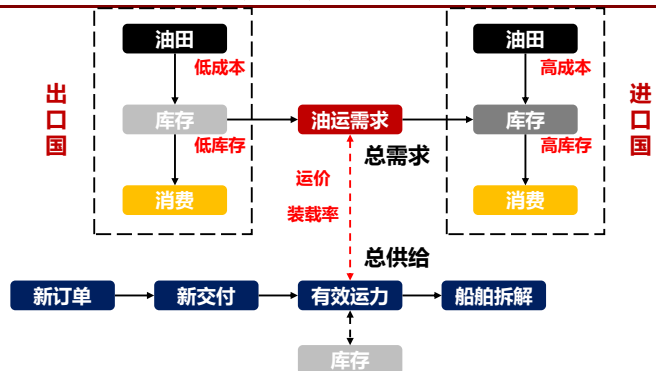 油田
油田
低成本
高成本
出口国
进口国
库存
油运需求
库存
低库存
总需求
高库存
运价
消费
消费
装载率
总供给
新订单
新交付
有效运力
船舶拆解
库存